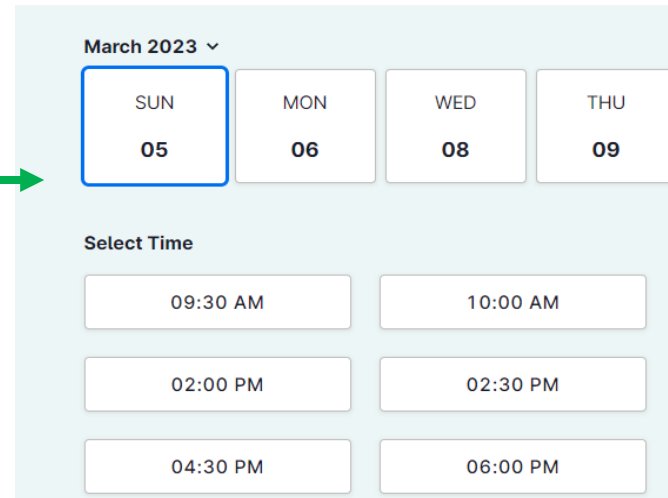 March 2023
SUN MON WED THU
05 06 08 09
Select Time
09:30 AM 10:00 AM
02:00 PM 02:30 PM
04:30 PM 06:00 PM